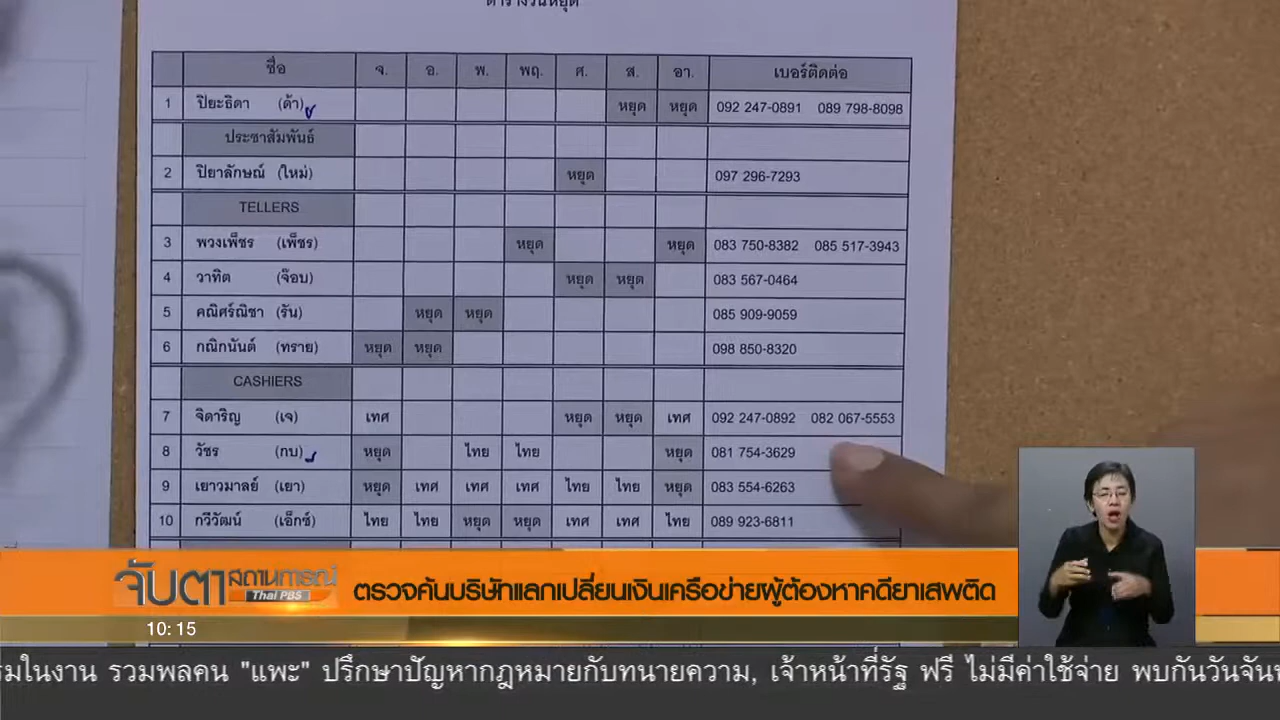 ตารางวันหยุด
ชื่อ จ. อ. พ. พฤ. ศ. ส. อา. เบอร์ติดต่อ
1 ปิยะธิดา (ด้า) หยุด หยุด 092 247-0891 089 798-8098
ประชาสัมพันธ์
2 ปิยาลักษณ์ (ใหม่) หยุด 097 296-7293
TELLERS
3 พวงเพ็ชร (เพ็ชร) หยุด หยุด 083 750-8382 085 517-3943
4 วาทิต (จ๊อบ) หยุด หยุด 083 567-0464
5 คณิศร์ณิชา (รัน) หยุด หยุด 085 909-9059
6 กณิกนันต์ (ทราย) หยุด หยุด 098 850-8320
CASHIERS
7 จิดาริญ (เจ) เทศ หยุด หยุด เทศ 092 247-0892 082 067-5553
8 วัชร (กบ) หยุด ไทย ไทย หยุด 081 754-3629
9 เยาวมาลย์ (เยา) หยุด เทศ เทศ เทศ ไทย ไทย หยุด 083 554-6263
10 กวีวัฒน์ (เอ็กซ์) ไทย ไทย หยุด หยุด เทศ เทศ ไทย 089 923-6811
จับตา สถานการณ์ Thai PBS
ตรวจค้นบริษัทแลกเปลี่ยนเงินเครือข่ายผู้ต้องหาคดียาเสพติด
10:15
รมในงาน รวมพลคน "แพะ" ปรึกษาปัญหากฎหมายกับทนายความ, เจ้าหน้าที่รัฐ ฟรี ไม่มีค่าใช้จ่าย พบกันวันจันท